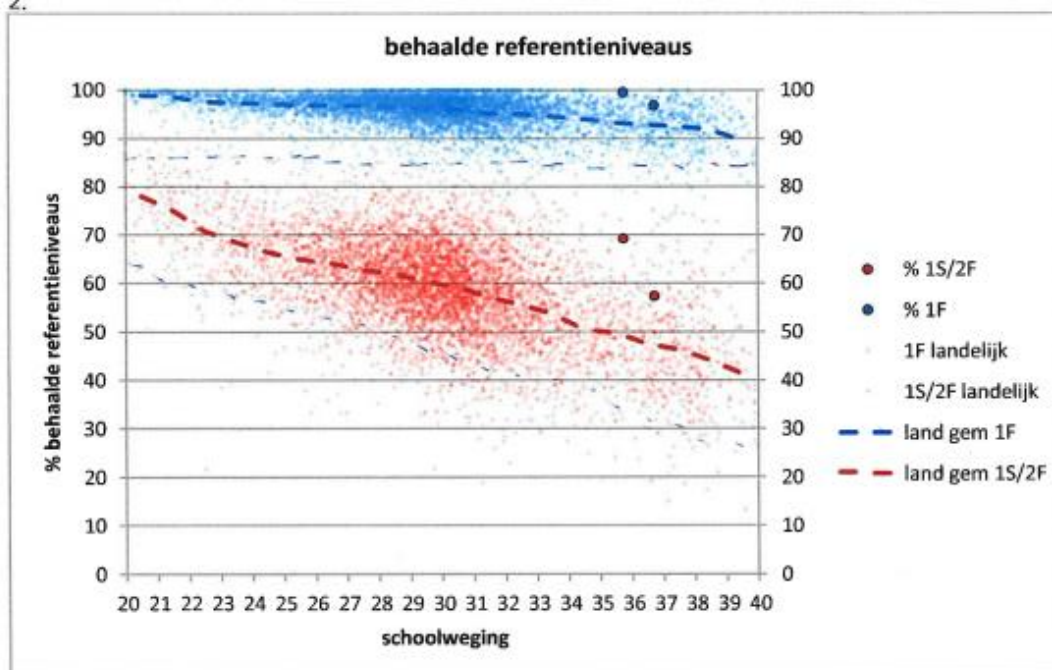 2.
behaalde referentieniveaus
% behaalde referentieniveaus
100
90
80
70
60
50
40
30
20
10
0
100
90
80
70
60
50
40
30
20
10
0
20 21 22 23 24 25 26 27 28 29 30 31 32 33 34 35 36 37 38 39 40
schoolweging
% 1S/2F
% 1F
1F landelijk
1S/2F landelijk
land gem 1F
land gem 1S/2F